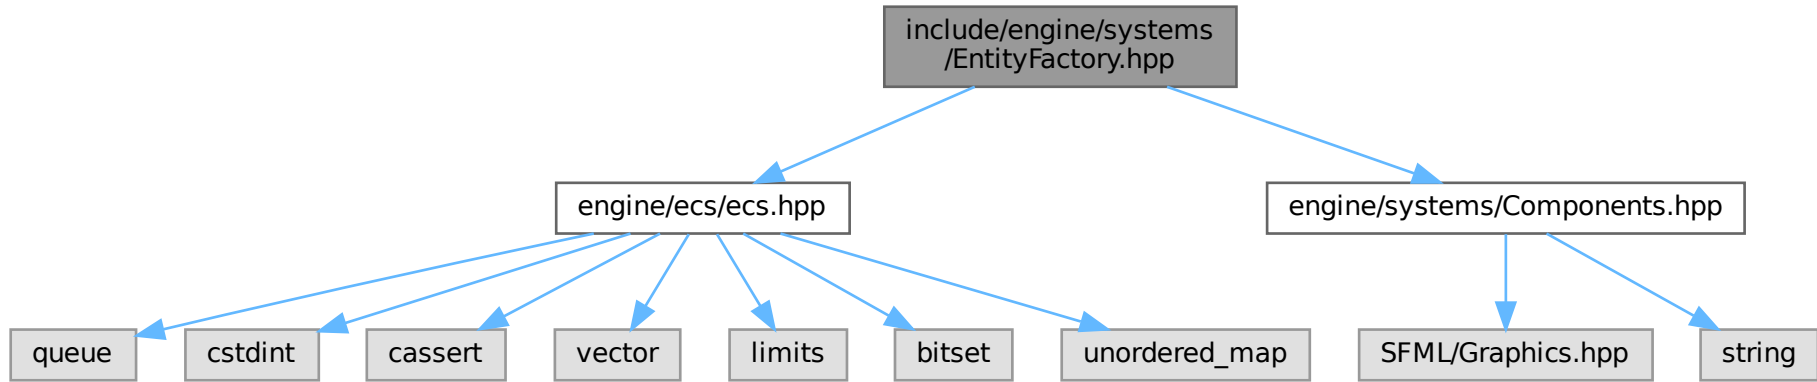 include/engine/systems
/EntityFactory.hpp
engine/ecs/ecs.hpp
engine/systems/Components.hpp
queue
cstdint
cassert
vector
limits
bitset
unordered_map
SFML/Graphics.hpp
string